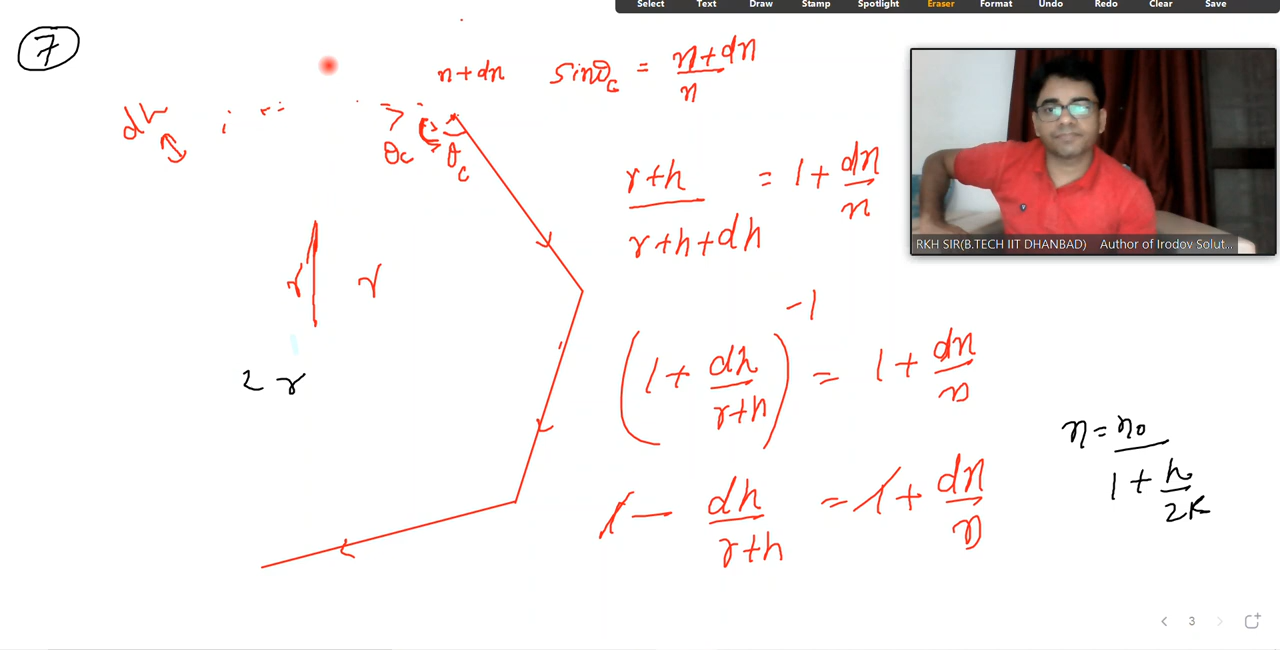 Select Text Draw Stamp Spotlight Eraser Format Undo Redo Clear Save
7
n+dn sinθc = n+dn/n
dh
θc θc
r+h/r+h+dh = 1+dn/n
RKH SIR(B.TECH IIT DHANBAD) Author of Irodov Solut...
r r
(1+dh/r+h)^-1 = 1+dn/n
2r
n=n0/1+h/2R
1-dh/r+h = 1+dn/n
3